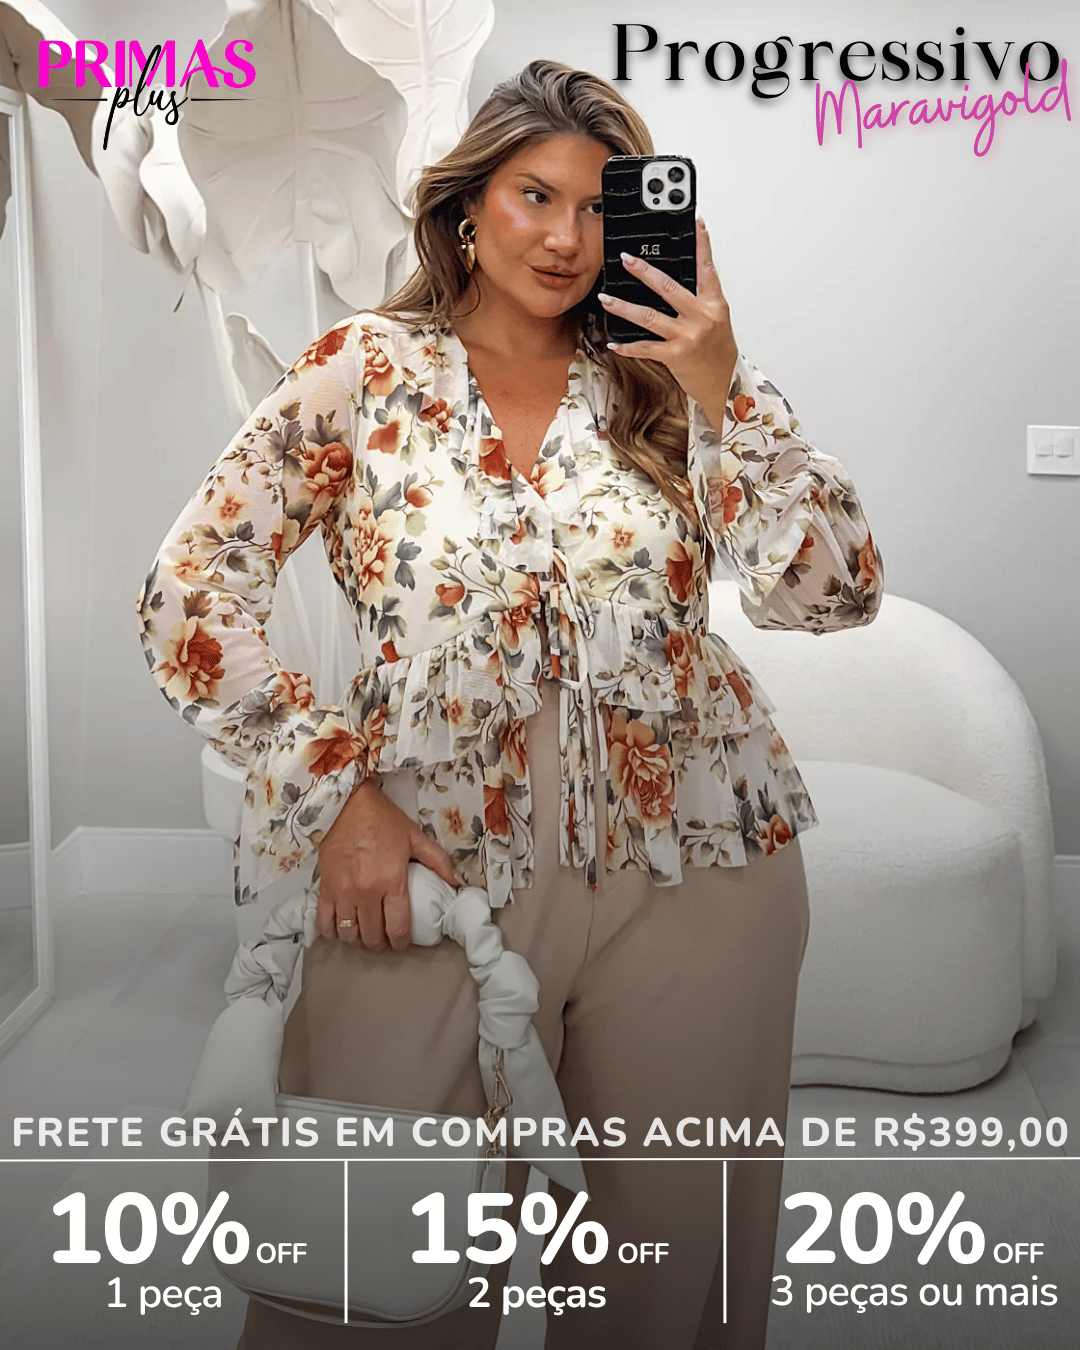 PRIMAS
plus
Progressivo
Maravigold
B.R
FRETE GRÁTIS EM COMPRAS ACIMA DE R$399,00
10% OFF
1 peça
15% OFF
2 peças
20% OFF
3 peças ou mais